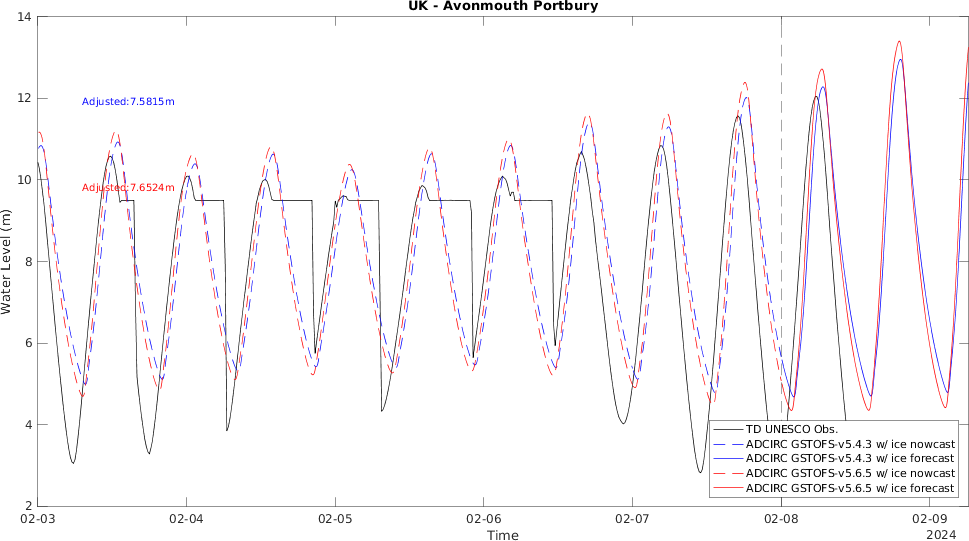 UK - Avonmouth Portbury
14
12
10
8
6
4
2
Water Level (m)
Adjusted:7.5815m
Adjusted:7.6524m
TD UNESCO Obs.
ADCIRC GSTOFS-v5.4.3 w/ ice nowcast
ADCIRC GSTOFS-v5.4.3 w/ ice forecast
ADCIRC GSTOFS-v5.6.5 w/ ice nowcast
ADCIRC GSTOFS-v5.6.5 w/ ice forecast
02-03 02-04 02-05 02-06 02-07 02-08 02-09
Time
2024